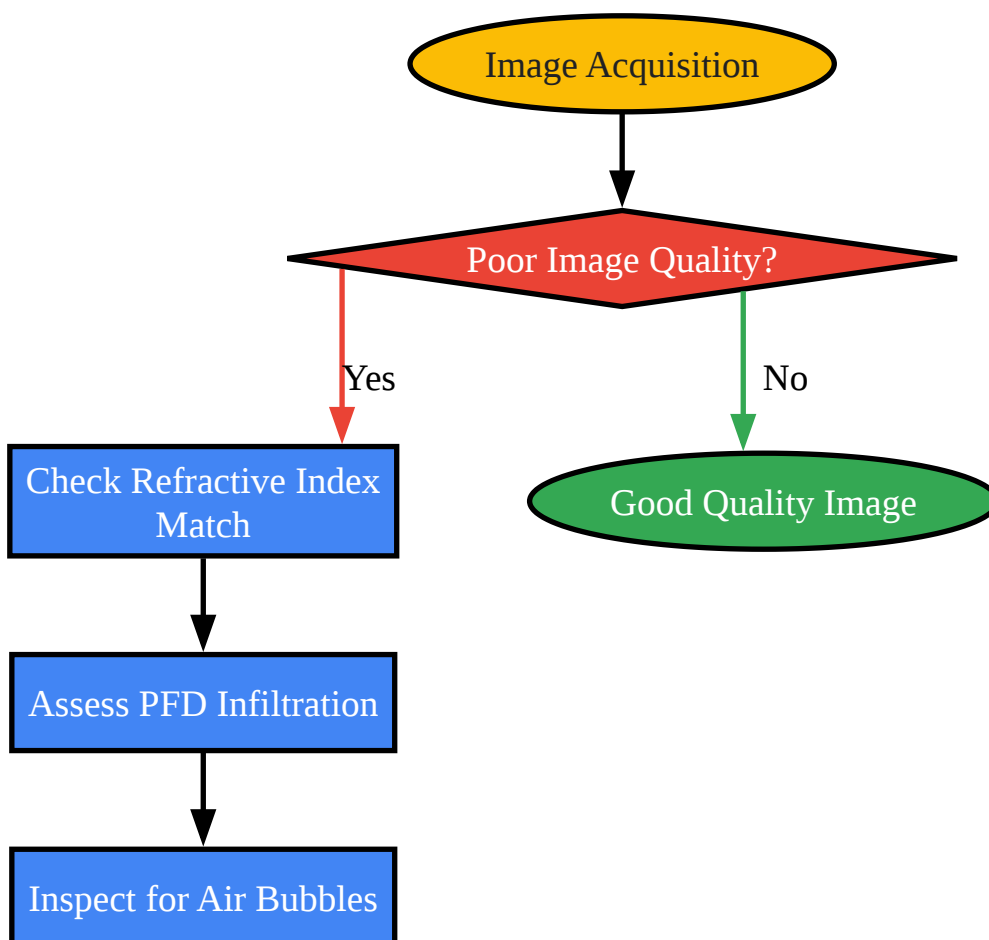 Image Acquisition
Poor Image Quality?
Yes
No
Check Refractive Index
Match
Good Quality Image
Assess PFD Infiltration
Inspect for Air Bubbles